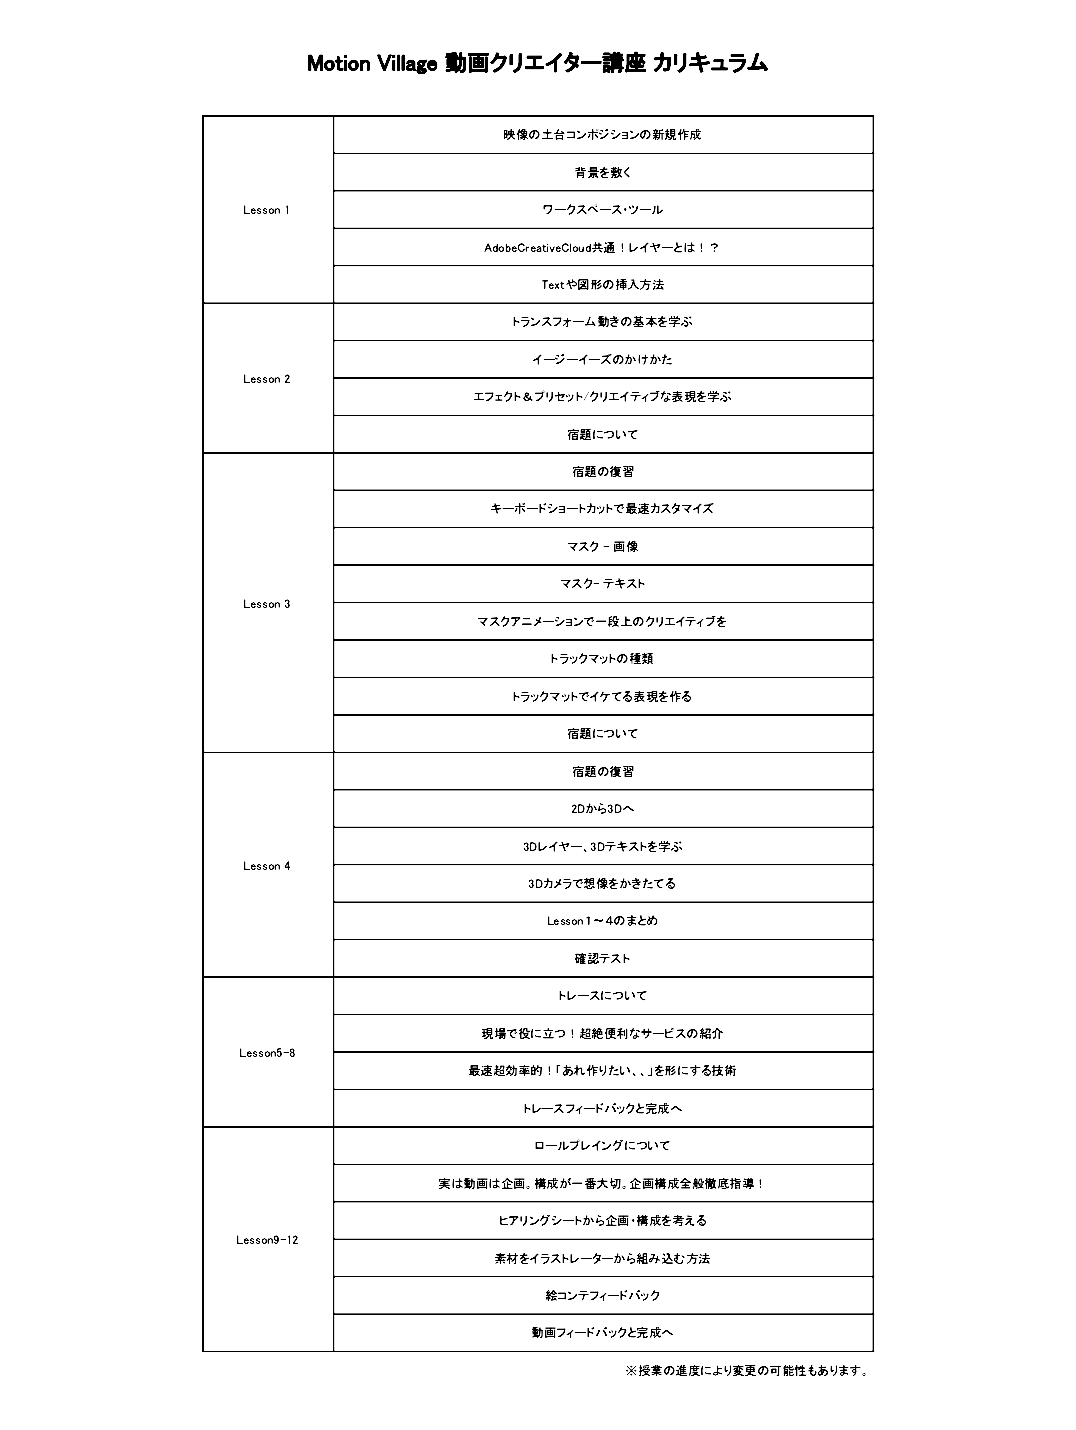 Motion Village 動画クリエイター講座 カリキュラム
Lesson 1
映像の土台コンポジションの新規作成
背景を敷く
ワークスペース・ツール
AdobeCreativeCloud共通！レイヤーとは！？
Textや図形の挿入方法
Lesson 2
トランスフォーム動きの基本を学ぶ
イージーイーズのかけかた
エフェクト＆プリセット/クリエイティブな表現を学ぶ
宿題について
Lesson 3
宿題の復習
キーボードショートカットで最速カスタマイズ
マスク - 画像
マスク- テキスト
マスクアニメーションで一段上のクリエイティブを
トラックマットの種類
トラックマットでイケてる表現を作る
宿題について
Lesson 4
宿題の復習
2Dから3Dへ
3Dレイヤー、3Dテキストを学ぶ
3Dカメラで想像をかきたてる
Lesson１～４のまとめ
確認テスト
Lesson5-8
トレースについて
現場で役に立つ！超絶便利なサービスの紹介
最速超効率的！「あれ作りたい、、」を形にする技術
トレースフィードバックと完成へ
Lesson9-12
ロールプレイングについて
実は動画は企画。構成が一番大切。企画構成全般徹底指導！
ヒアリングシートから企画・構成を考える
素材をイラストレーターから組み込む方法
絵コンテフィードバック
動画フィードバックと完成へ
※授業の進度により変更の可能性もあります。